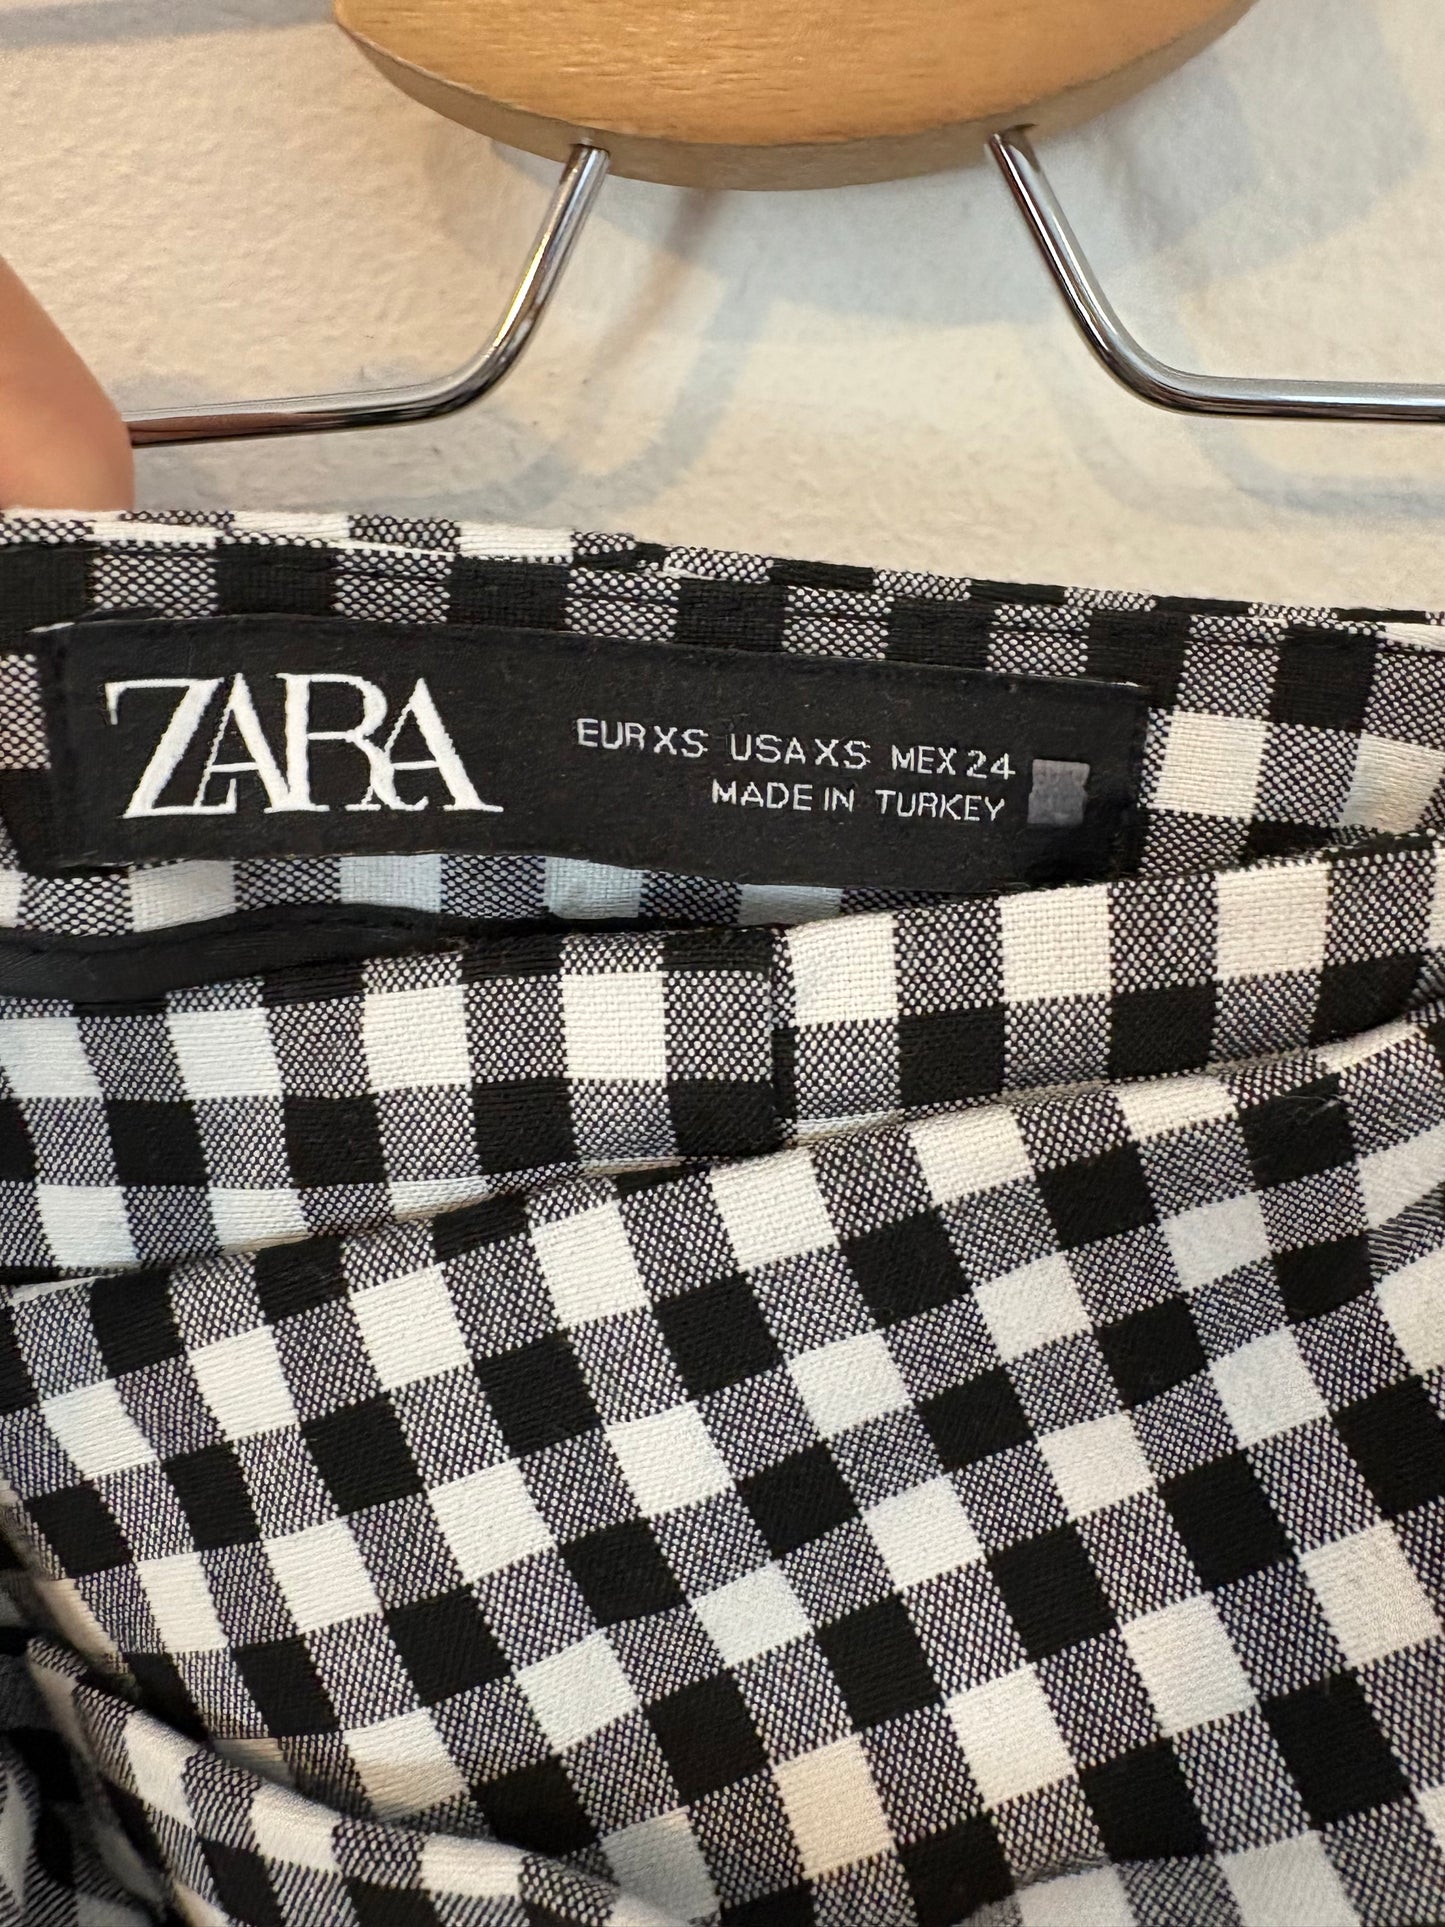 ZARA
EUR XS USA XS MEX 24
MADE IN TURKEY